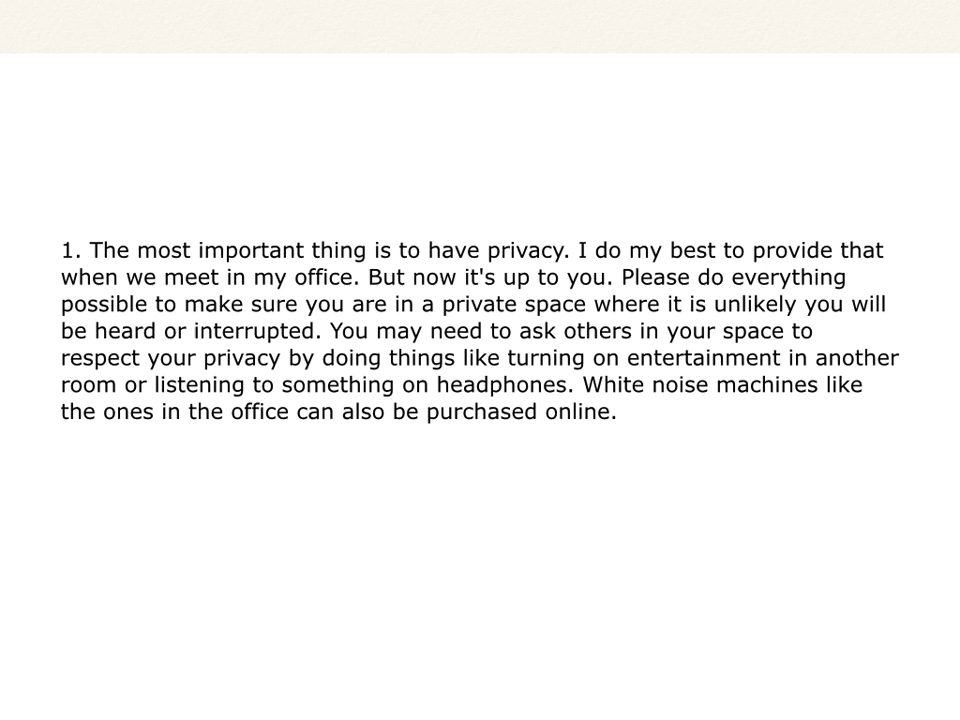 1. The most important thing is to have privacy. I do my best to provide that
when we meet in my office. But now it's up to you. Please do everything
possible to make sure you are in a private space where it is unlikely you will
be heard or interrupted. You may need to ask others in your space to
respect your privacy by doing things like turning on entertainment in another
room or listening to something on headphones. White noise machines like
the ones in the office can also be purchased online.